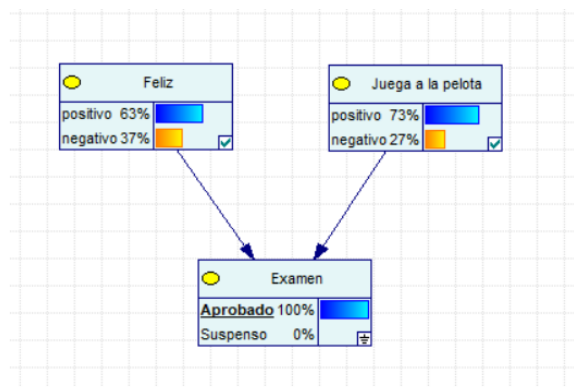 Feliz
positivo 63%
negativo 37%
Juega a la pelota
positivo 73%
negativo 27%
Examen
Aprobado 100%
Suspenso 0%